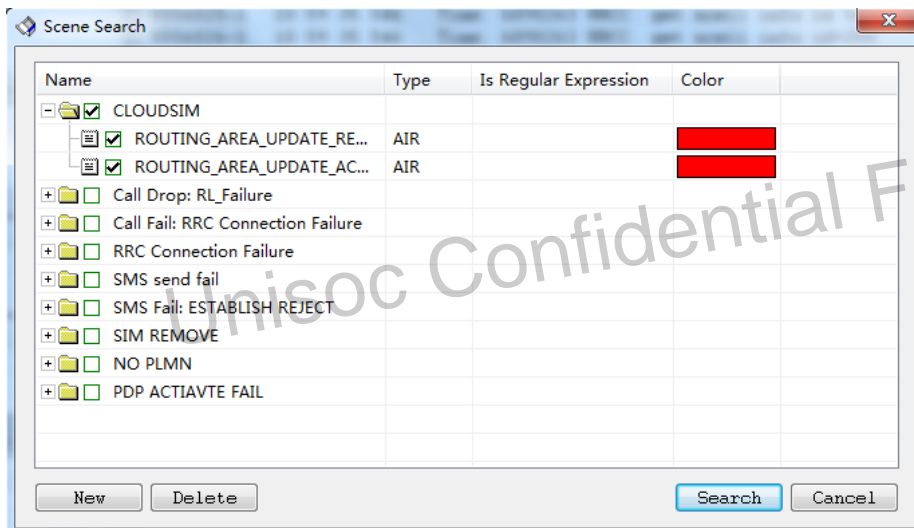 Scene Search
Name Type Is Regular Expression Color
CLOUDSIM
ROUTING_AREA_UPDATE_RE... AIR
ROUTING_AREA_UPDATE_AC... AIR
Call Drop: RL_Failure
Call Fail: RRC Connection Failure
RRC Connection Failure
SMS send fail
SMS Fail: ESTABLISH REJECT
SIM REMOVE
NO PLMN
PDP ACTIAVTE FAIL
Unisoc Confidential F
New Delete Search Cancel